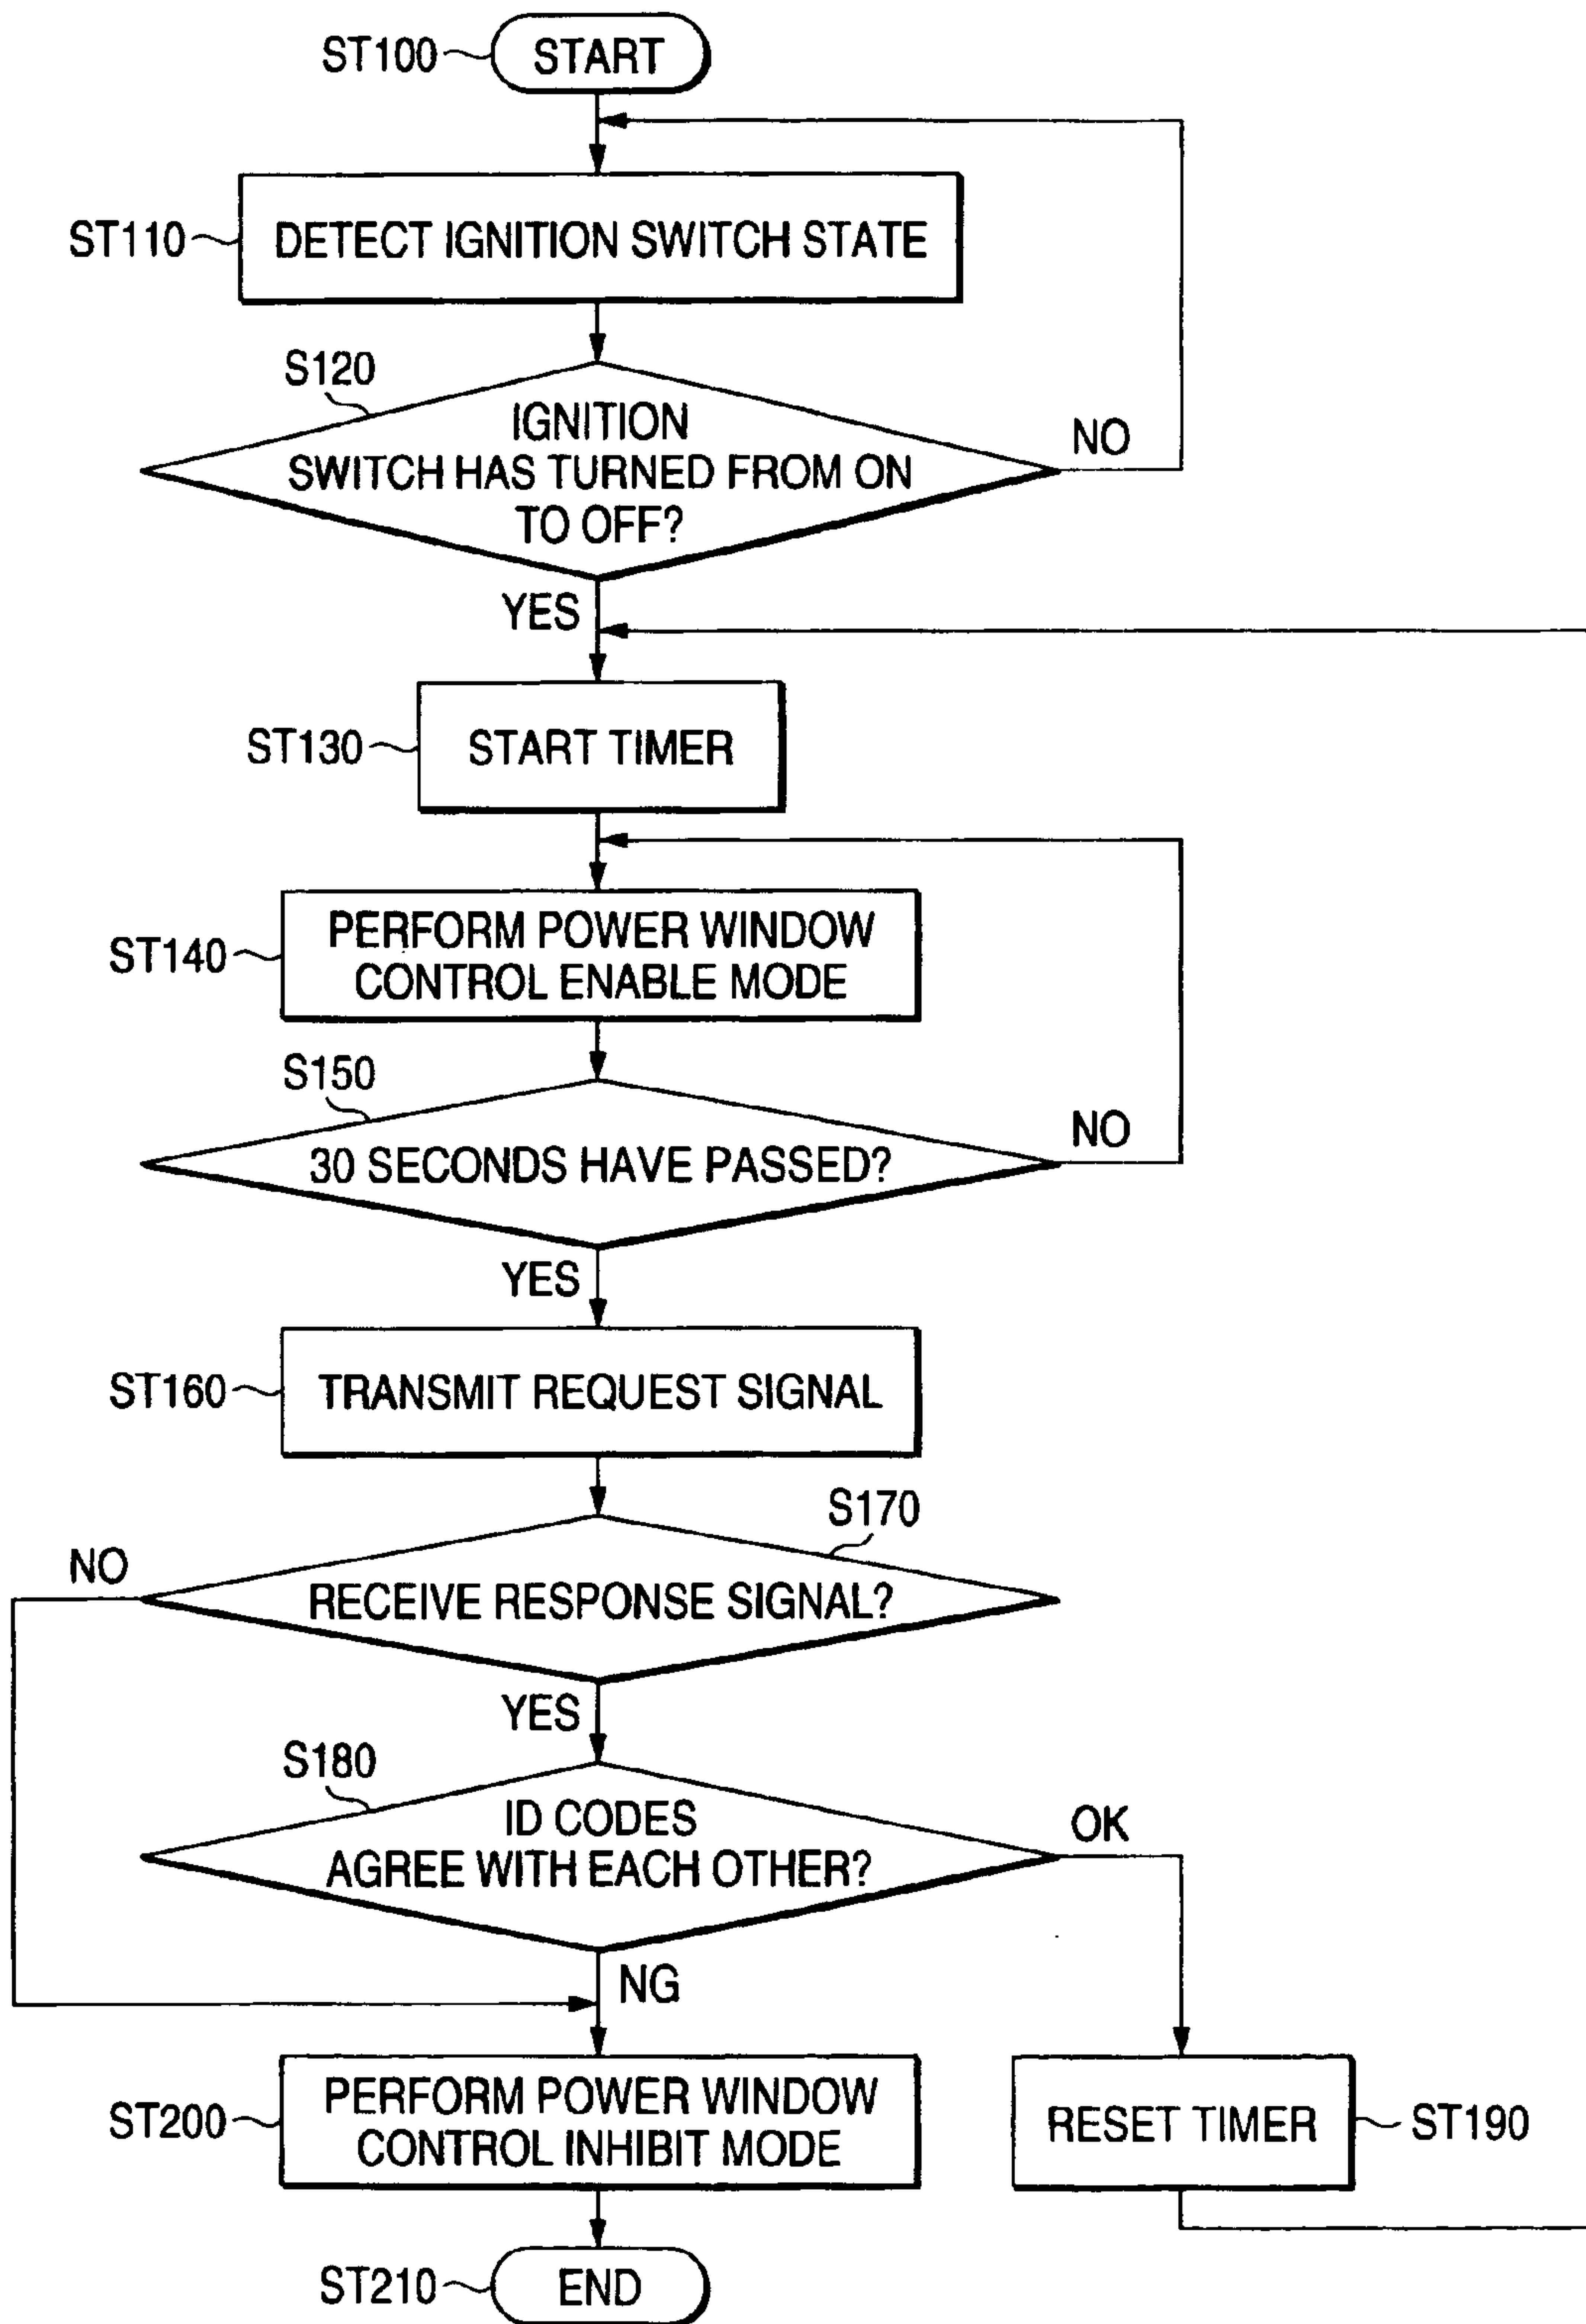 ST100
START
ST110
DETECT IGNITION SWITCH STATE
S120
IGNITION
SWITCH HAS TURNED FROM ON
TO OFF?
NO
YES
ST130
START TIMER
ST140
PERFORM POWER WINDOW
CONTROL ENABLE MODE
S150
30 SECONDS HAVE PASSED?
NO
YES
ST160
TRANSMIT REQUEST SIGNAL
S170
NO
RECEIVE RESPONSE SIGNAL?
YES
S180
ID CODES
AGREE WITH EACH OTHER?
OK
NG
ST200
PERFORM POWER WINDOW
CONTROL INHIBIT MODE
RESET TIMER
ST190
ST210
END